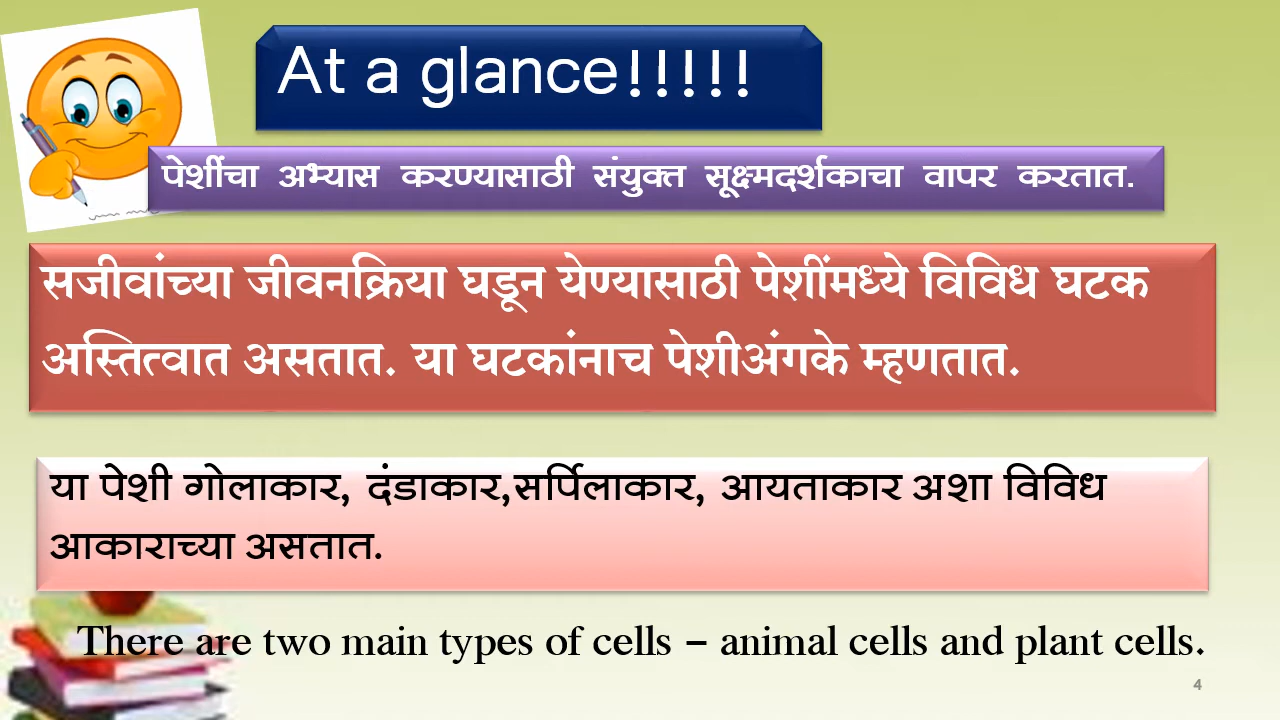 At a glance!!!!!
पेशींचा अभ्यास करण्यासाठी संयुक्त सूक्ष्मदर्शकाचा वापर करतात.
सजीवांच्या जीवनक्रिया घडून येण्यासाठी पेशींमध्ये विविध घटक
अस्तित्वात असतात. या घटकांनाच पेशीअंगके म्हणतात.
या पेशी गोलाकार, दंडाकार,सर्पिलाकार, आयताकार अशा विविध
आकाराच्या असतात.
There are two main types of cells – animal cells and plant cells.
4